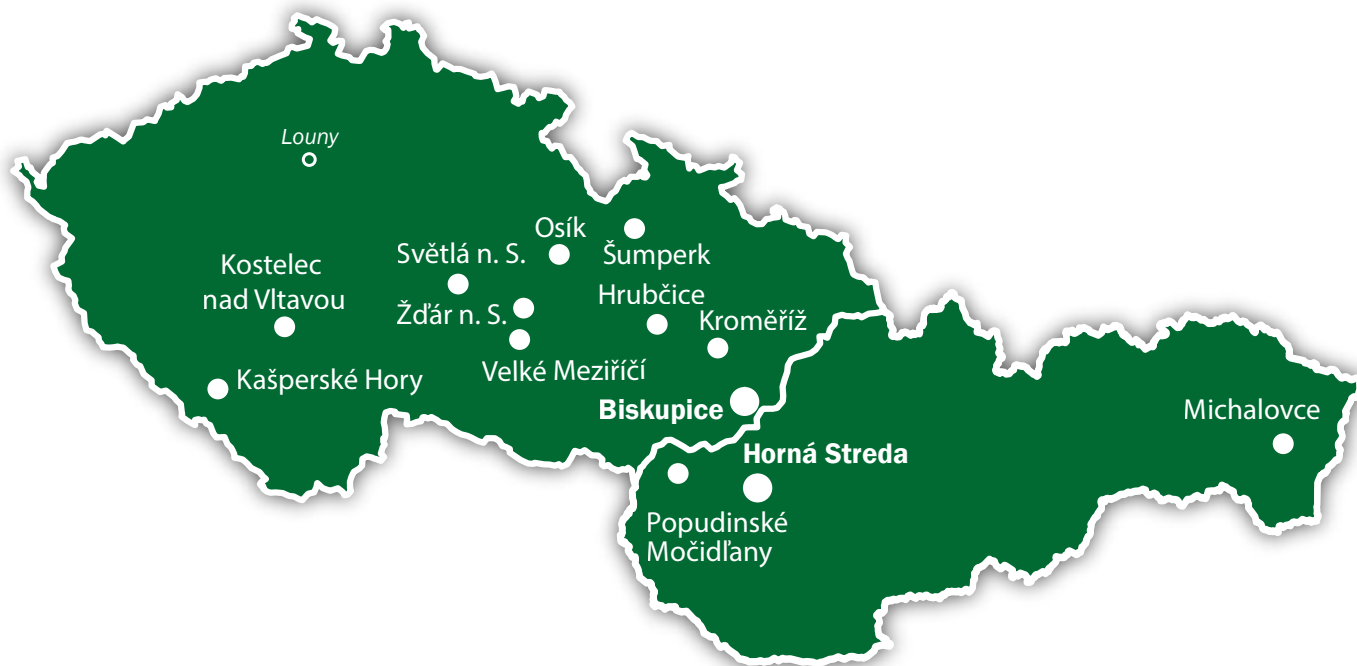 Louny
Osík
Světlá n. S.
Šumperk
Kostelec
nad Vltavou
Hrubčice
Žďár n. S.
Kroměříž
Velké Meziříčí
Kašperské Hory
Biskupice
Michalovce
Horná Streda
Popudinské
Močidľany